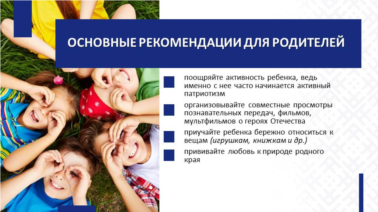 ОСНОВНЫЕ РЕКОМЕНДАЦИИ ДЛЯ РОДИТЕЛЕЙ
поощряйте активность ребенка, ведь
именно с нее часто начинается активный
патриотизм
организовывайте совместные просмотры
познавательных передач, фильмов,
мультфильмов о героях Отечества
приучайте ребенка бережно относиться к
вещам (игрушкам, книжкам и др.)
прививайте любовь к природе родного
края